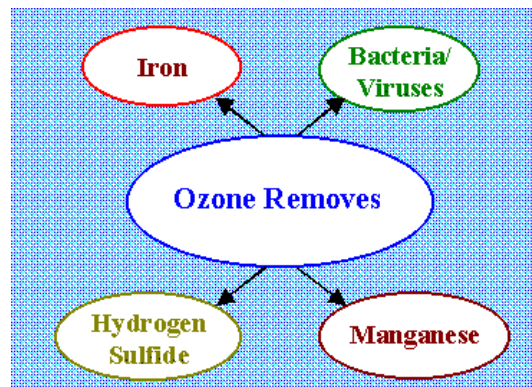 Iron
Bacteria/
Viruses
Ozone Removes
Hydrogen
Sulfide
Manganese